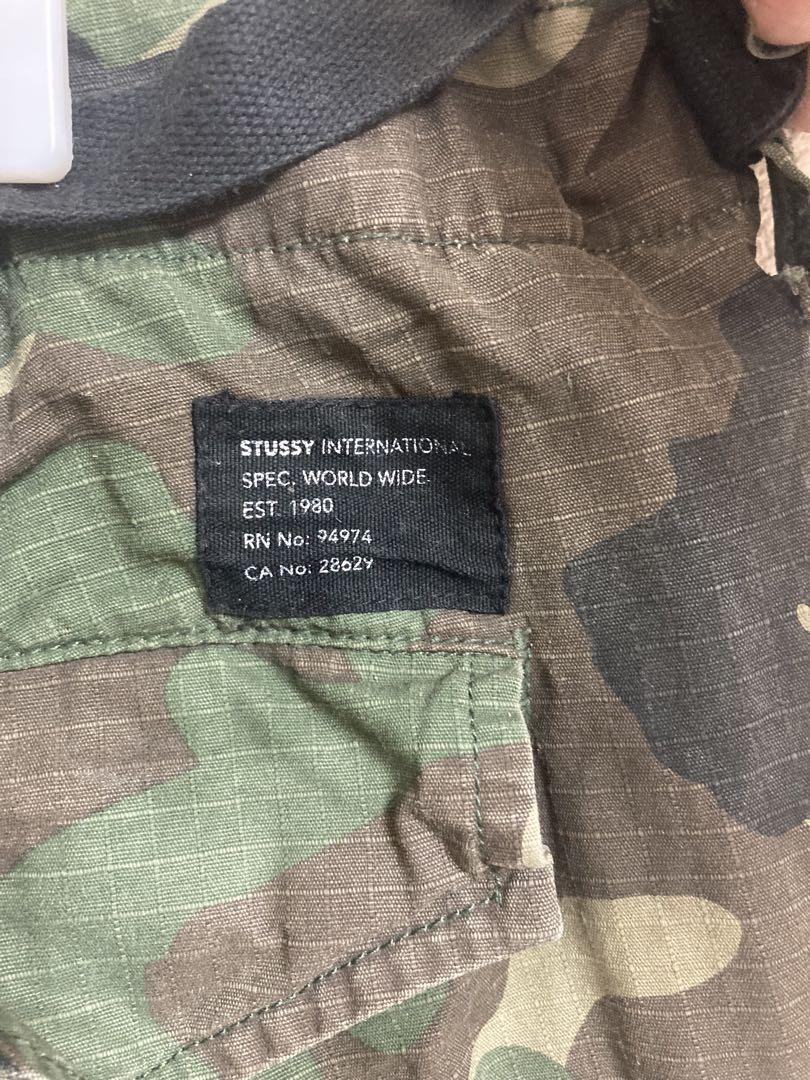 STUSSY INTERNATIONAL
SPEC. WORLD WIDE
EST. 1980
RN No: 94974
CA No: 28629